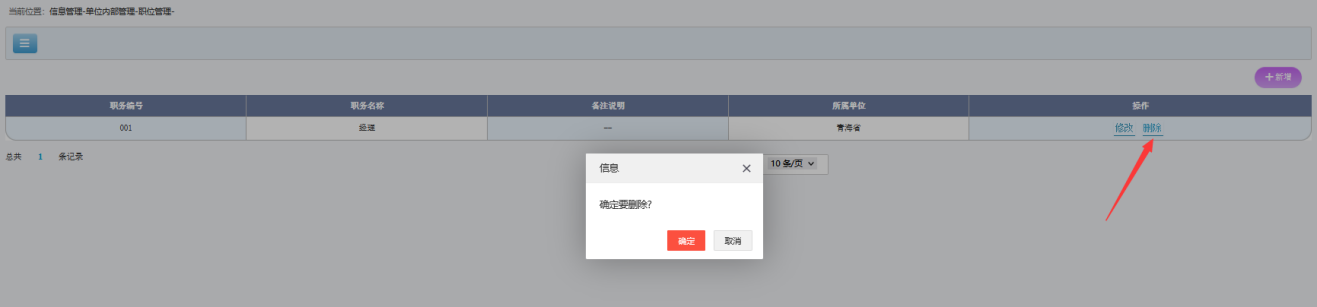 当前位置: 信息管理-单位内部管理-职位管理-
+新增
职务编号 职务名称 备注说明 所属单位 操作
001 经理 — 青海省 修改 删除
总共 1 条记录
10 条/页
信息
确定要删除?
确定 取消